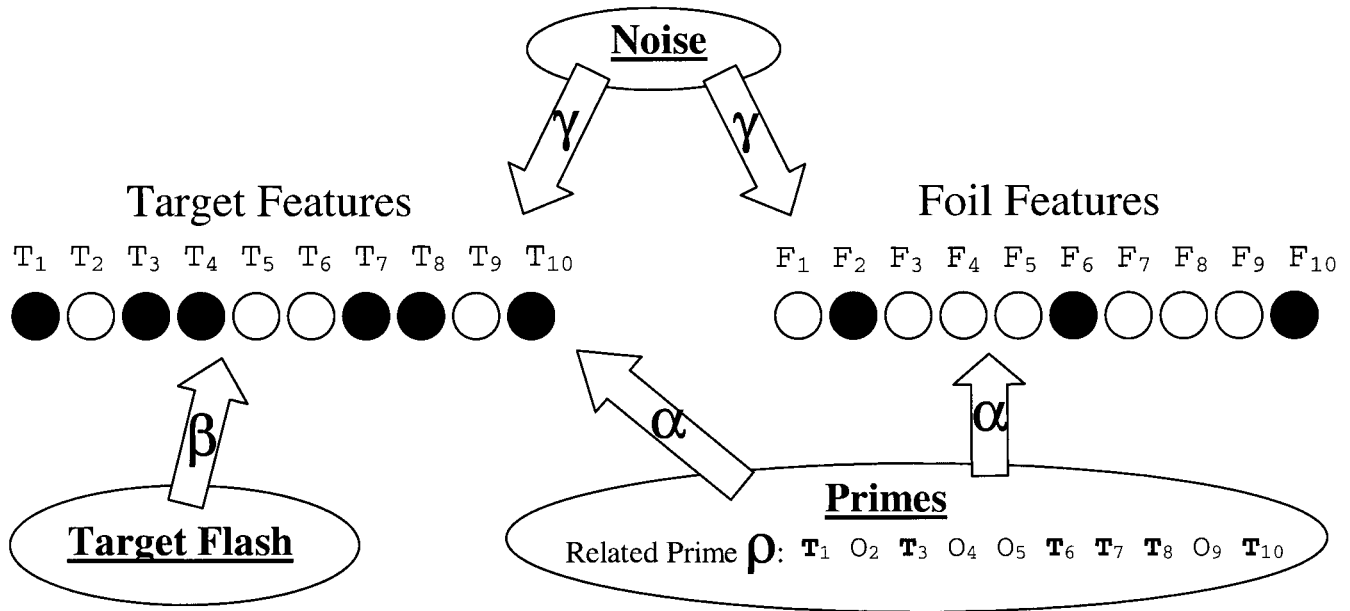 Noise
γ γ
Target Features
Foil Features
T₁ T₂ T₃ T₄ T₅ T₆ T₇ T₈ T₉ T₁₀
F₁ F₂ F₃ F₄ F₅ F₆ F₇ F₈ F₉ F₁₀
β
α
α
Target Flash
Primes
Related Prime ρ: T₁ O₂ T₃ O₄ O₅ T₆ T₇ T₈ O₉ T₁₀